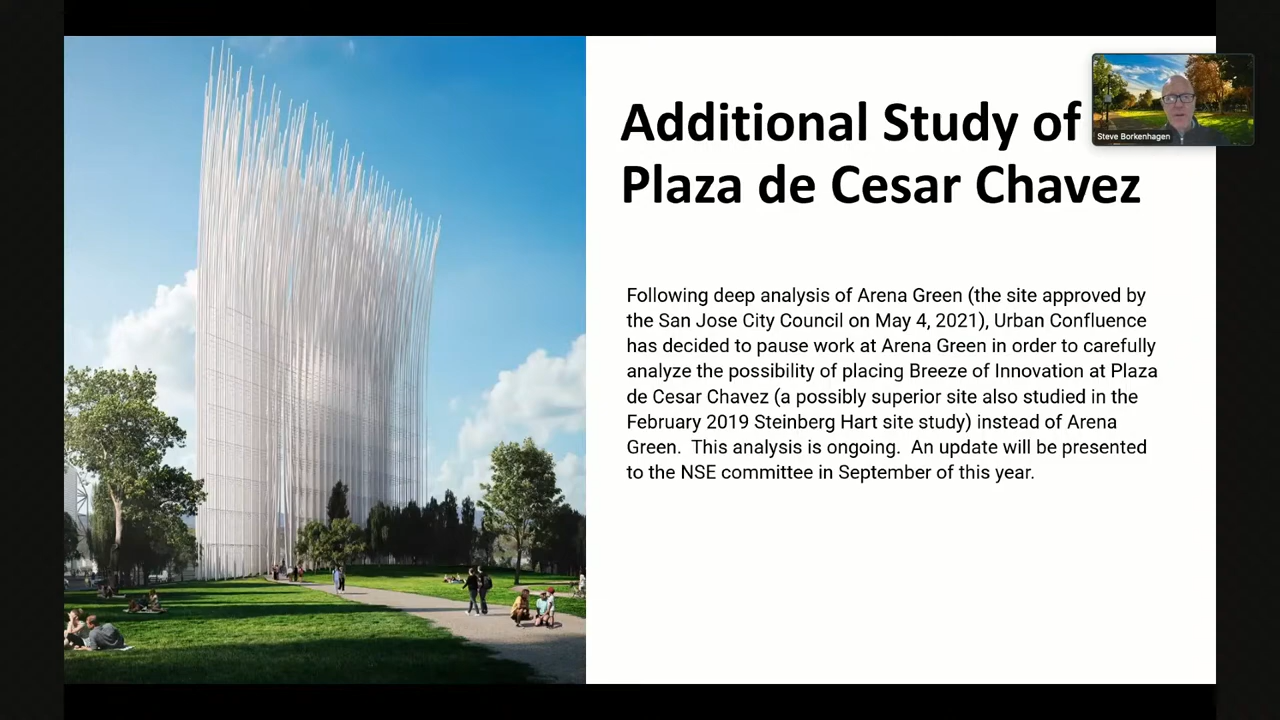 Additional Study of
Plaza de Cesar Chavez
Steve Borkenhagen
Following deep analysis of Arena Green (the site approved by
the San Jose City Council on May 4, 2021), Urban Confluence
has decided to pause work at Arena Green in order to carefully
analyze the possibility of placing Breeze of Innovation at Plaza
de Cesar Chavez (a possibly superior site also studied in the
February 2019 Steinberg Hart site study) instead of Arena
Green.  This analysis is ongoing.  An update will be presented
to the NSE committee in September of this year.